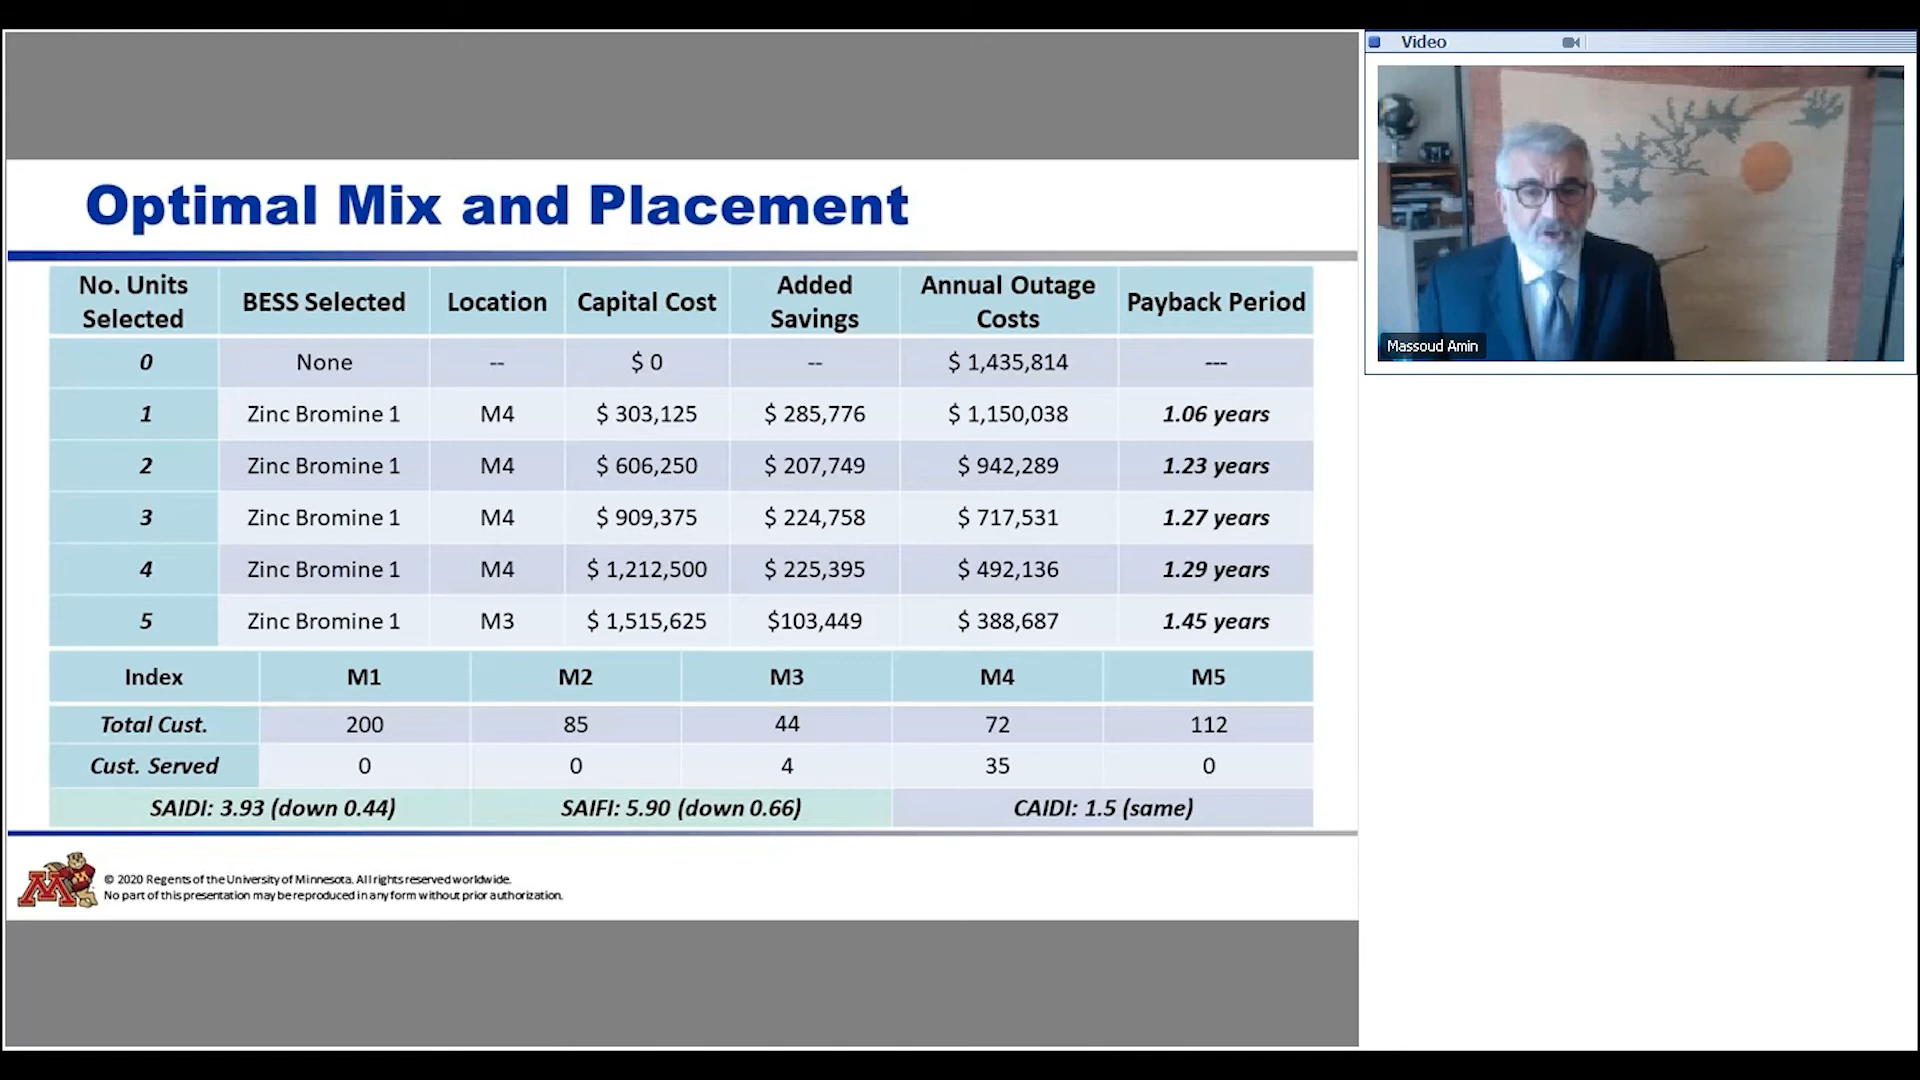 Optimal Mix and Placement
No. Units Selected BESS Selected Location Capital Cost Added Savings Annual Outage Costs Payback Period
0 None -- $ 0 -- $ 1,435,814 ---
1 Zinc Bromine 1 M4 $ 303,125 $ 285,776 $ 1,150,038 1.06 years
2 Zinc Bromine 1 M4 $ 606,250 $ 207,749 $ 942,289 1.23 years
3 Zinc Bromine 1 M4 $ 909,375 $ 224,758 $ 717,531 1.27 years
4 Zinc Bromine 1 M4 $ 1,212,500 $ 225,395 $ 492,136 1.29 years
5 Zinc Bromine 1 M3 $ 1,515,625 $103,449 $ 388,687 1.45 years
Index M1 M2 M3 M4 M5
Total Cust. 200 85 44 72 112
Cust. Served 0 0 4 35 0
SAIDI: 3.93 (down 0.44) SAIFI: 5.90 (down 0.66) CAIDI: 1.5 (same)
M
© 2020 Regents of the University of Minnesota. All rights reserved worldwide.
No part of this presentation may be reproduced in any form without prior authorization.
Video
Massoud Amin